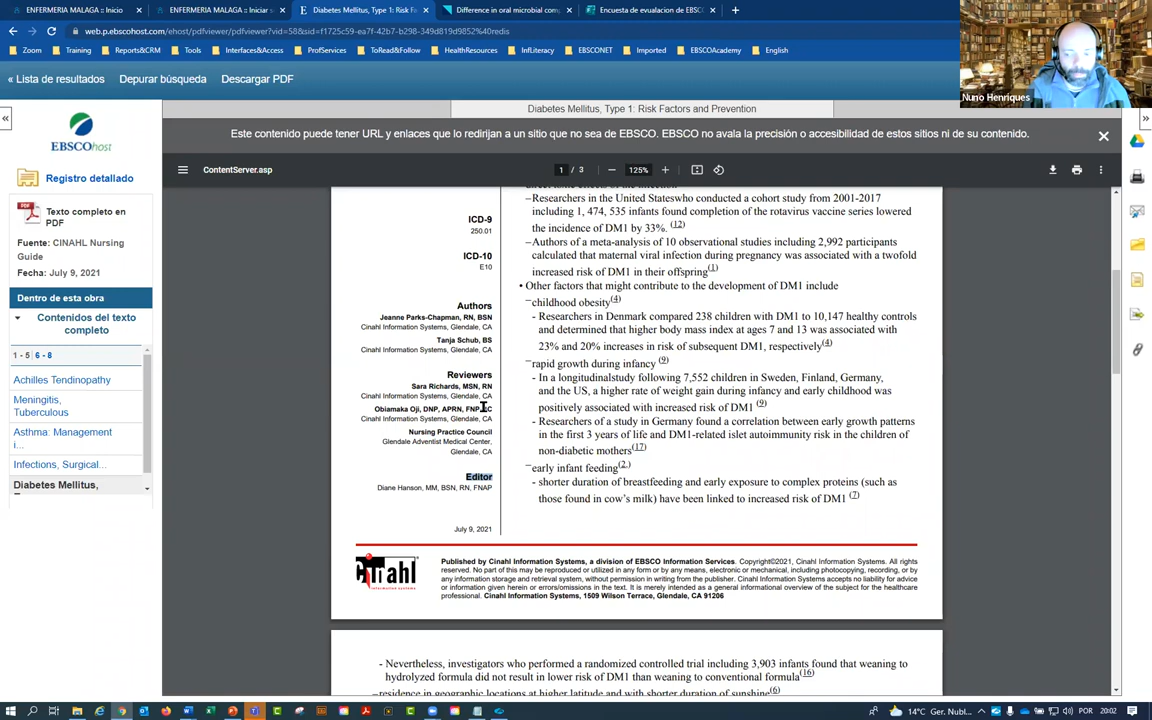 ENFERMERIA MALAGA :: Inicio
ENFERMERIA MALAGA :: Iniciar s
Diabetes Mellitus, Type 1: Risk Fa
Difference in oral microbial com
Encuesta de evualacion de EBSC
web.p.ebscohost.com/ehost/pdfviewer/pdfviewer?vid=58&sid=f1725c59-ea7f-42b7-b298-349d819d9852%40redis
Zoom
Training
Reports&CRM
Tools
Interfaces&Access
ProfServices
ToRead&Follow
HealthResources
InfLiteracy
EBSCONET
Imported
EBSCOAcademy
English
« Lista de resultados
Depurar búsqueda
Descargar PDF
Nuno Henriques
Diabetes Mellitus, Type 1: Risk Factors and Prevention
«
»
EBSCOhost
Este contenido puede tener URL y enlaces que lo redirijan a un sitio que no sea de EBSCO. EBSCO no avala la precisión o accesibilidad de estos sitios ni de su contenido.
Registro detallado
Texto completo en
PDF
Fuente: CINAHL Nursing
Guide
Fecha: July 9, 2021
Dentro de esta obra
Contenidos del texto
completo
1 - 5 6 - 8
Achilles Tendinopathy
Meningitis,
Tuberculous
Asthma: Management
i...
Infections, Surgical...
Diabetes Mellitus,
ContentServer.asp
1 / 3
125%
ICD-9
250.01
ICD-10
E10
Authors
Jeanne Parks-Chapman, RN, BSN
Cinahl Information Systems, Glendale, CA
Tanja Schub, BS
Cinahl Information Systems, Glendale, CA
Reviewers
Sara Richards, MSN, RN
Cinahl Information Systems, Glendale, CA
Obiamaka Oji, DNP, APRN, FNP-BC
Cinahl Information Systems, Glendale, CA
Nursing Practice Council
Glendale Adventist Medical Center,
Glendale, CA
Editor
Diane Hanson, MM, BSN, RN, FNAP
July 9, 2021
–Researchers in the United Stateswho conducted a cohort study from 2001-2017
including 1, 474, 535 infants found completion of the rotavirus vaccine series lowered
the incidence of DM1 by 33%. (12)
–Authors of a meta-analysis of 10 observational studies including 2,992 participants
calculated that maternal viral infection during pregnancy was associated with a twofold
increased risk of DM1 in their offspring(1)
• Other factors that might contribute to the development of DM1 include
–childhood obesity(4)
- Researchers in Denmark compared 238 children with DM1 to 10,147 healthy controls
and determined that higher body mass index at ages 7 and 13 was associated with
23% and 20% increases in risk of subsequent DM1, respectively(4)
–rapid growth during infancy (9)
- In a longitudinalstudy following 7,552 children in Sweden, Finland, Germany,
and the US, a higher rate of weight gain during infancy and early childhood was
positively associated with increased risk of DM1 (9)
- Researchers of a study in Germany found a correlation between early growth patterns
in the first 3 years of life and DM1-related islet autoimmunity risk in the children of
non-diabetic mothers(17)
–early infant feeding(2,)
- shorter duration of breastfeeding and early exposure to complex proteins (such as
those found in cow's milk) have been linked to increased risk of DM1 (7)
Cinahl
information systems
Published by Cinahl Information Systems, a division of EBSCO Information Services. Copyright©2021, Cinahl Information Systems. All rights
reserved. No part of this may be reproduced or utilized in any form or by any means, electronic or mechanical, including photocopying, recording, or by
any information storage and retrieval system, without permission in writing from the publisher. Cinahl Information Systems accepts no liability for advice
or information given herein or errors/omissions in the text. It is merely intended as a general informational overview of the subject for the healthcare
professional. Cinahl Information Systems, 1509 Wilson Terrace, Glendale, CA 91206
- Nevertheless, investigators who performed a randomized controlled trial including 3,903 infants found that weaning to
hydrolyzed formula did not result in lower risk of DM1 than weaning to conventional formula(16)
–residence in geographic locations at higher latitude and with shorter duration of sunshine(6)
14°C Ger. Nubl...
POR
20:02